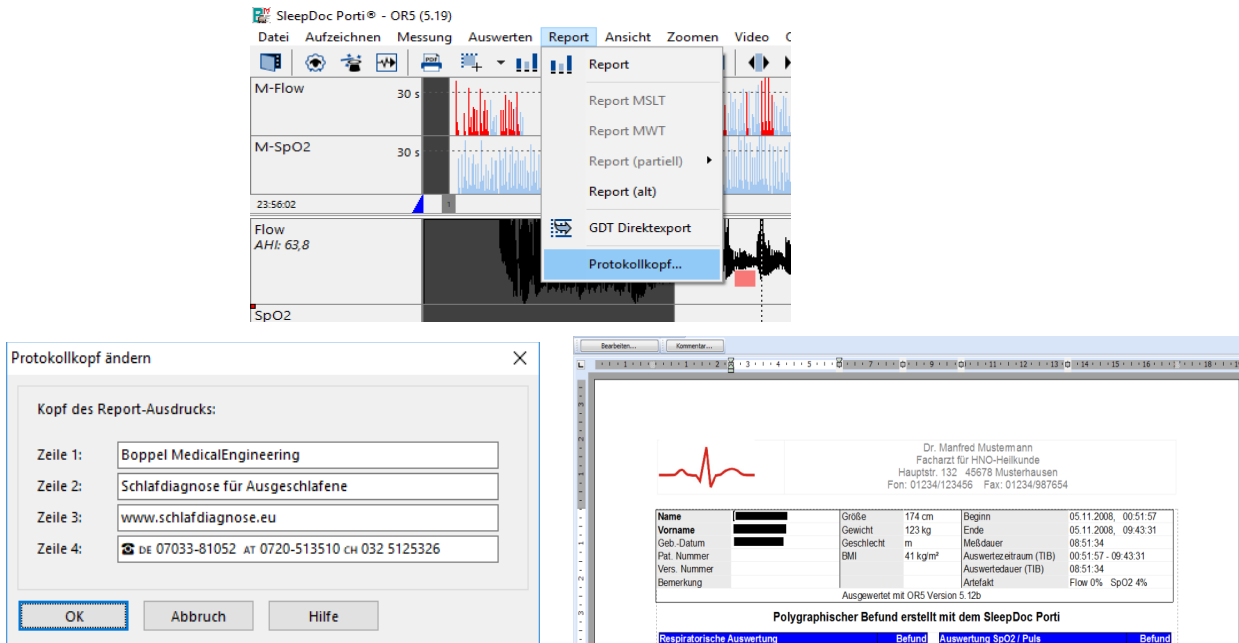 SleepDoc Porti® - OR5 (5.19)
Datei Aufzeichnen Messung Auswerten Report Ansicht Zoomen Video
PDF
Report
M-Flow
30 s
Report MSLT
Report MWT
M-SpO2
30 s
Report (partiell)
Report (alt)
23:56:02
1
Flow
AHI: 63,8
GDT Direktexport
Protokollkopf...
SpO2
Protokollkopf ändern
Kopf des Report-Ausdrucks:
Zeile 1: Boppel MedicalEngineering
Zeile 2: Schlafdiagnose für Ausgeschlafene
Zeile 3: www.schlafdiagnose.eu
Zeile 4: ☎ DE 07033-81052 AT 0720-513510 CH 032 5125326
OK Abbruch Hilfe
Bearbeiten... Kommentar...
Dr. Manfred Mustermann
Facharzt für HNO-Heilkunde
Hauptstr. 132 45678 Musterhausen
Fon: 01234/123456 Fax: 01234/987654
Name Größe 174 cm Beginn 05.11.2008, 00:51:57
Vorname Gewicht 123 kg Ende 05.11.2008, 09:43:31
Geb.-Datum Geschlecht m Meßdauer 08:51:34
Pat. Nummer BMI 41 kg/m² Auswertezeitraum (TIB) 00:51:57 - 09:43:31
Vers. Nummer Auswertedauer (TIB) 08:51:34
Bemerkung Artefakt Flow 0% SpO2 4%
Ausgewertet mit OR5 Version 5.12b
Polygraphischer Befund erstellt mit dem SleepDoc Porti
Respiratorische Auswertung Befund Auswertung SpO2 / Puls Befund